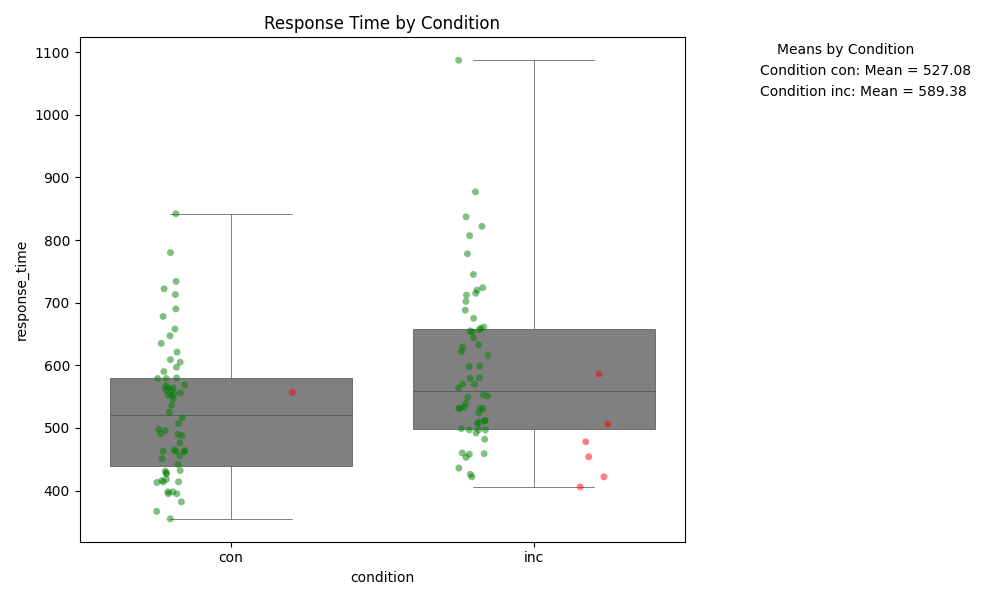 Response Time by Condition
Means by Condition
Condition con: Mean = 527.08
Condition inc: Mean = 589.38
response_time
1100
1000
900
800
700
600
500
400
con
inc
condition